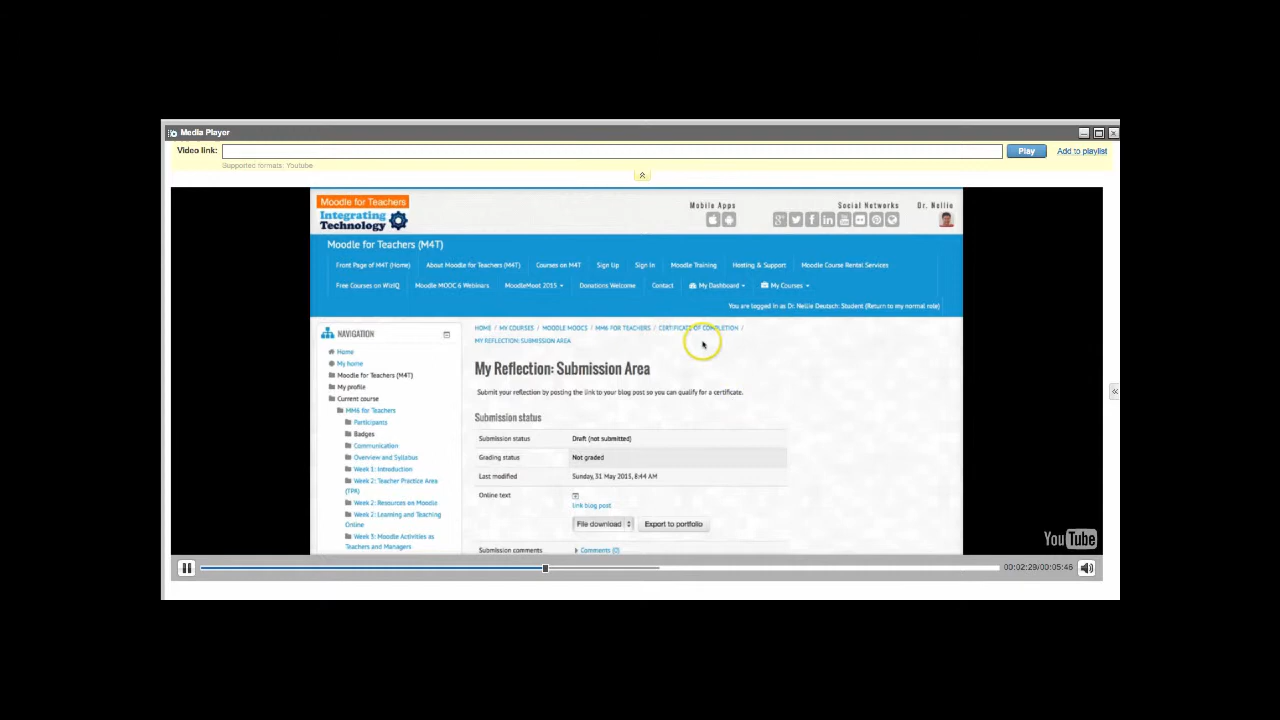 Media Player
Video link:
Play
Add to playlist
Supported formats: Youtube
Moodle for Teachers
Integrating
Technology
Mobile Apps
Social Networks
Dr. Nellie
Moodle for Teachers (M4T)
Front Page of M4T (Home) About Moodle for Teachers (M4T) Courses on M4T Sign Up Sign In Moodle Training Hosting & Support Moodle Course Rental Services
Free Courses on WizIQ Moodle MOOC 6 Webinars MoodleMoot 2015 Donations Welcome Contact My Dashboard My Courses
You are logged in as Dr. Nellie Deutsch: Student (Return to my normal role)
NAVIGATION
Home
My home
Moodle for Teachers (M4T)
My profile
Current course
MM6 for Teachers
Participants
Badges
Communication
Overview and Syllabus
Week 1: Introduction
Week 2: Teacher Practice Area
(TPA)
Week 2: Resources on Moodle
Week 2: Learning and Teaching
Online
Week 3: Moodle Activities as
Teachers and Managers
HOME / MY COURSES / MOODLE MOOCS / MM6 FOR TEACHERS / CERTIFICATE OF COMPLETION /
MY REFLECTION: SUBMISSION AREA
My Reflection: Submission Area
Submit your reflection by posting the link to your blog post so you can qualify for a certificate.
Submission status
Submission status Draft (not submitted)
Grading status Not graded
Last modified Sunday, 31 May 2015, 8:44 AM
Online text
link blog post
File download Export to portfolio
Submission comments Comments (0)
YouTube
00:02:29/00:05:46